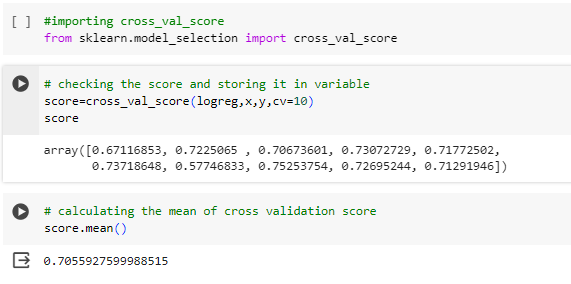 [ ] #importing cross_val_score
from sklearn.model_selection import cross_val_score
# checking the score and storing it in variable
score=cross_val_score(logreg,x,y,cv=10)
score
array([0.67116853, 0.7225065 , 0.70673601, 0.73072729, 0.71772502,
0.73718648, 0.57746833, 0.75253754, 0.72695244, 0.71291946])
# calculating the mean of cross validation score
score.mean()
0.7055927599988515